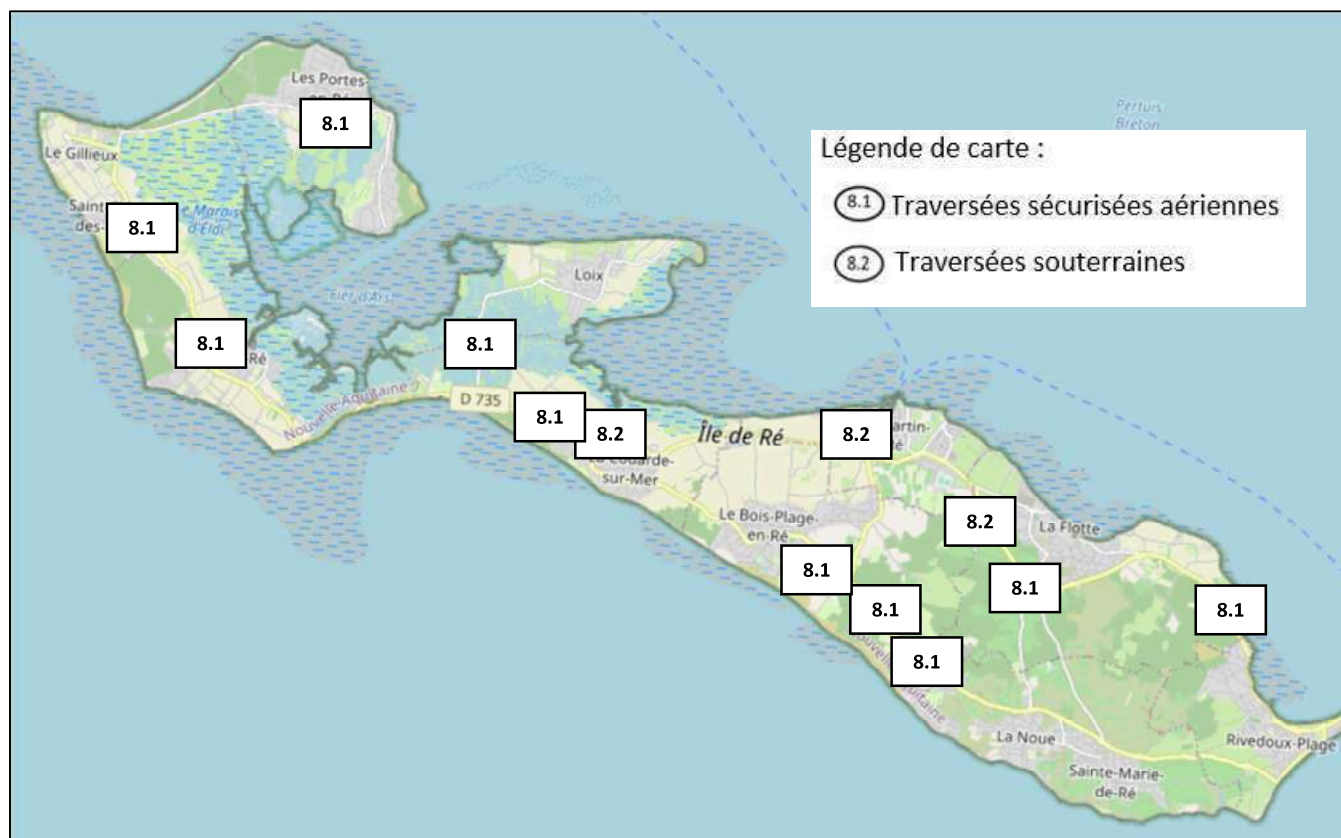 Les Portes-
en-Ré
8.1
Pertuis
Breton
Légende de carte :
8.1 Traversées sécurisées aériennes
8.2 Traversées souterraines
Le Gillieux
Saint
des-
8.1
Marais
Fier d'Ars
Loix
8.1
Ré
8.1
Nouvelle-Aquitaine
D 735
8.1
8.2
Île de Ré
8.2
artin-
Ré
La Couarde-
sur-Mer
Le Bois-Plage-
en-Ré
8.2
La Flotte
8.1
8.1
8.1
8.1
8.1
La Noue
Sainte-Marie-
de-Ré
Rivedoux-Plage